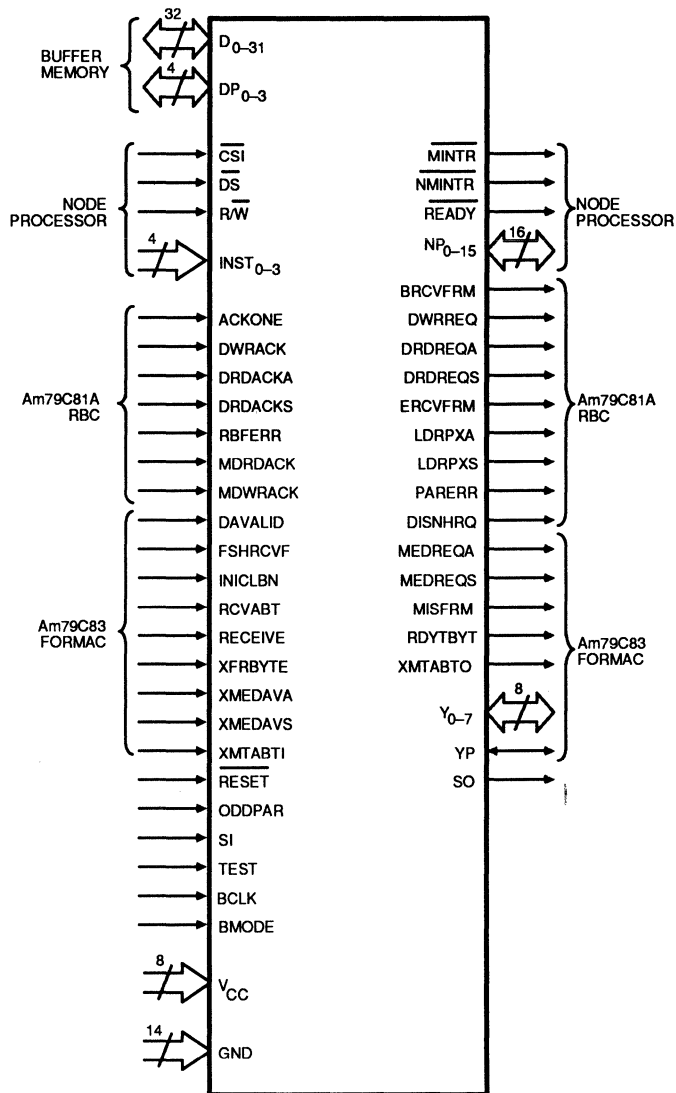 BUFFER
MEMORY
32
D0–31
4
DP0–3
NODE
PROCESSOR
CSI
DS
R/W
4
INST0–3
Am79C81A
RBC
ACKONE
DWRACK
DRDACKA
DRDACKS
RBFERR
MDRDACK
MDWRACK
Am79C83
FORMAC
DAVALID
FSHRCVF
INICLBN
RCVABT
RECEIVE
XFRBYTE
XMEDAVA
XMEDAVS
XMTABTI
RESET
ODDPAR
SI
TEST
BCLK
BMODE
8
VCC
14
GND
MINTR
NMINTR
READY
NP0–15
16
NODE
PROCESSOR
BRCVFRM
DWRREQ
DRDREQA
DRDREQS
ERCVFRM
LDRPXA
LDRPXS
PARERR
DISNHRQ
Am79C81A
RBC
MEDREQA
MEDREQS
MISFRM
RDYTBYT
XMTABTO
Y0–7
8
YP
Am79C83
FORMAC
SO